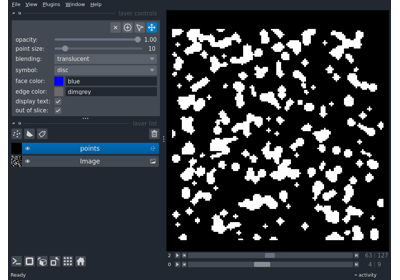 File View Plugins Window Help
layer controls
opacity: 1.00
point size: 10
blending: translucent
symbol: disc
face color: blue
edge color: dimgrey
display text:
out of slice:
layer list
points
Image
2 63 127
0 4 9
Ready activity